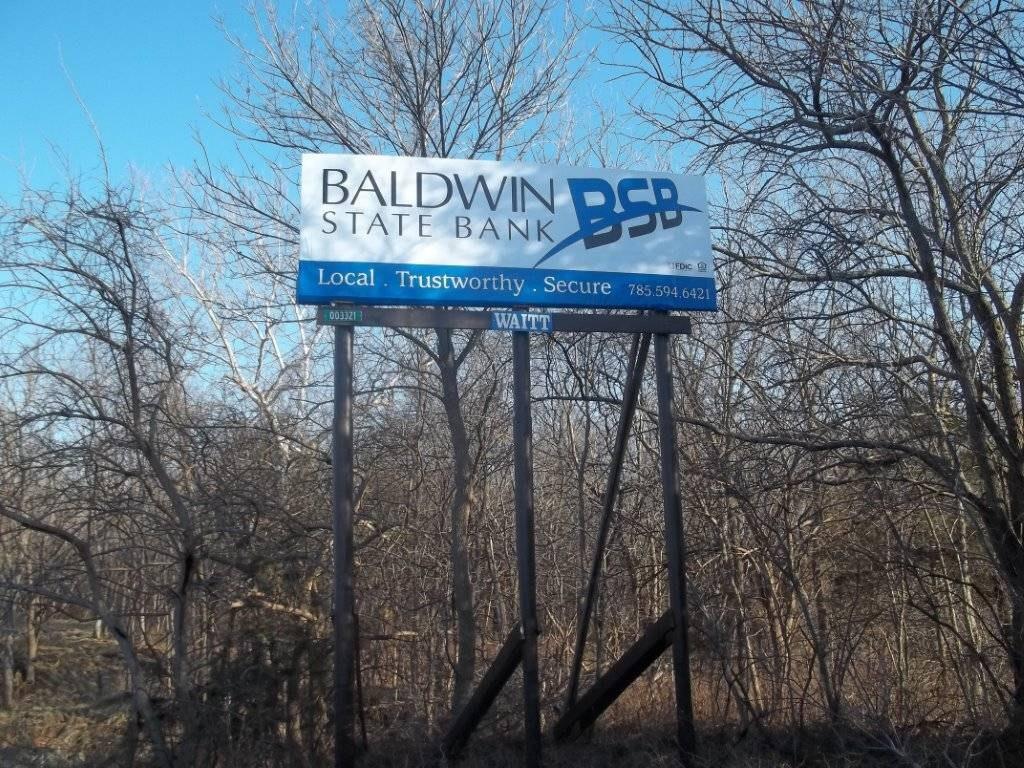 BALDWIN
STATE BANK
BSB
FDIC
Local . Trustworthy . Secure 785.594.6421
003321
WAITT